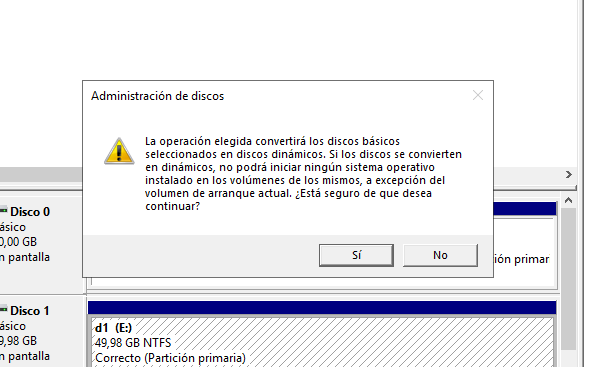 Administración de discos
La operación elegida convertirá los discos básicos
seleccionados en discos dinámicos. Si los discos se convierten
en dinámicos, no podrá iniciar ningún sistema operativo
instalado en los volúmenes de los mismos, a excepción del
volumen de arranque actual. ¿Está seguro de que desea
continuar?
Sí
No
Disco 0
ásico
0,00 GB
n pantalla
ión primar
Disco 1
ásico
9,98 GB
n pantalla
d1 (E:)
49,98 GB NTFS
Correcto (Partición primaria)